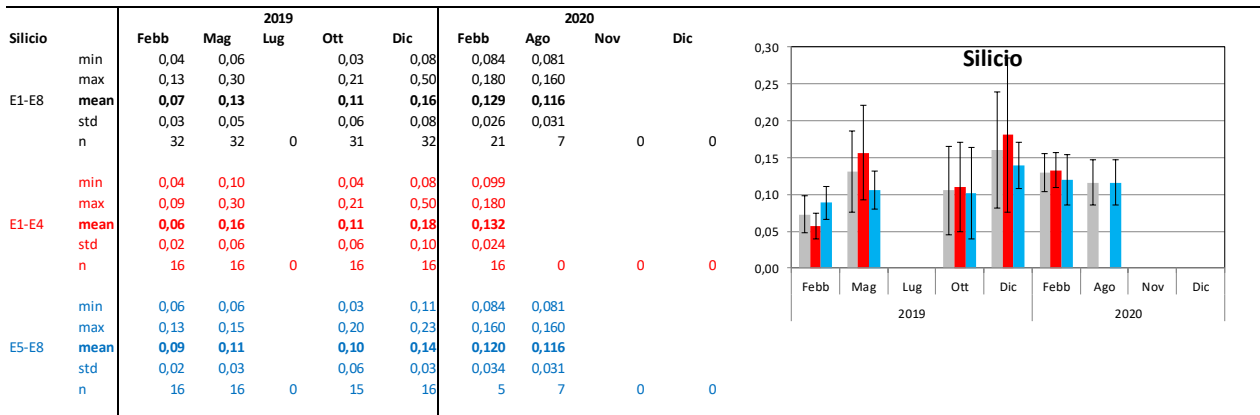 2019 2020
Silicio Febb Mag Lug Ott Dic Febb Ago Nov Dic
min 0,04 0,06 0,03 0,08 0,084 0,081
max 0,13 0,30 0,21 0,50 0,180 0,160
E1-E8 mean 0,07 0,13 0,11 0,16 0,129 0,116
std 0,03 0,05 0,06 0,08 0,026 0,031
n 32 32 0 31 32 21 7 0 0
min 0,04 0,10 0,04 0,08 0,099
max 0,09 0,30 0,21 0,50 0,180
E1-E4 mean 0,06 0,16 0,11 0,18 0,132
std 0,02 0,06 0,06 0,10 0,024
n 16 16 0 16 16 16 0 0 0
min 0,06 0,06 0,03 0,11 0,084 0,081
max 0,13 0,15 0,20 0,23 0,160 0,160
E5-E8 mean 0,09 0,11 0,10 0,14 0,120 0,116
std 0,02 0,03 0,06 0,03 0,034 0,031
n 16 16 0 15 16 5 7 0 0
Silicio
0,30
0,25
0,20
0,15
0,10
0,05
0,00
Febb Mag Lug Ott Dic Febb Ago Nov Dic
2019 2020